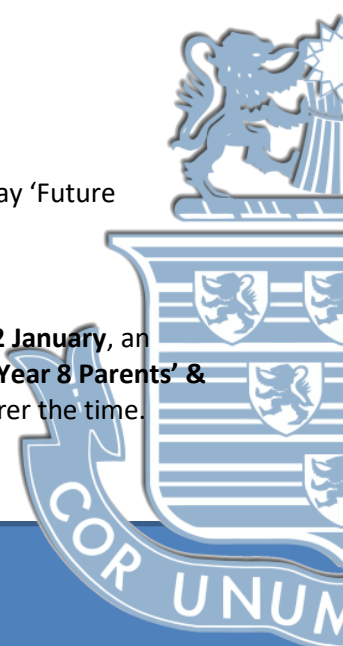 ay ‘Future
2 January, an
Year 8 Parents’ &
rer the time.
COR UNUM